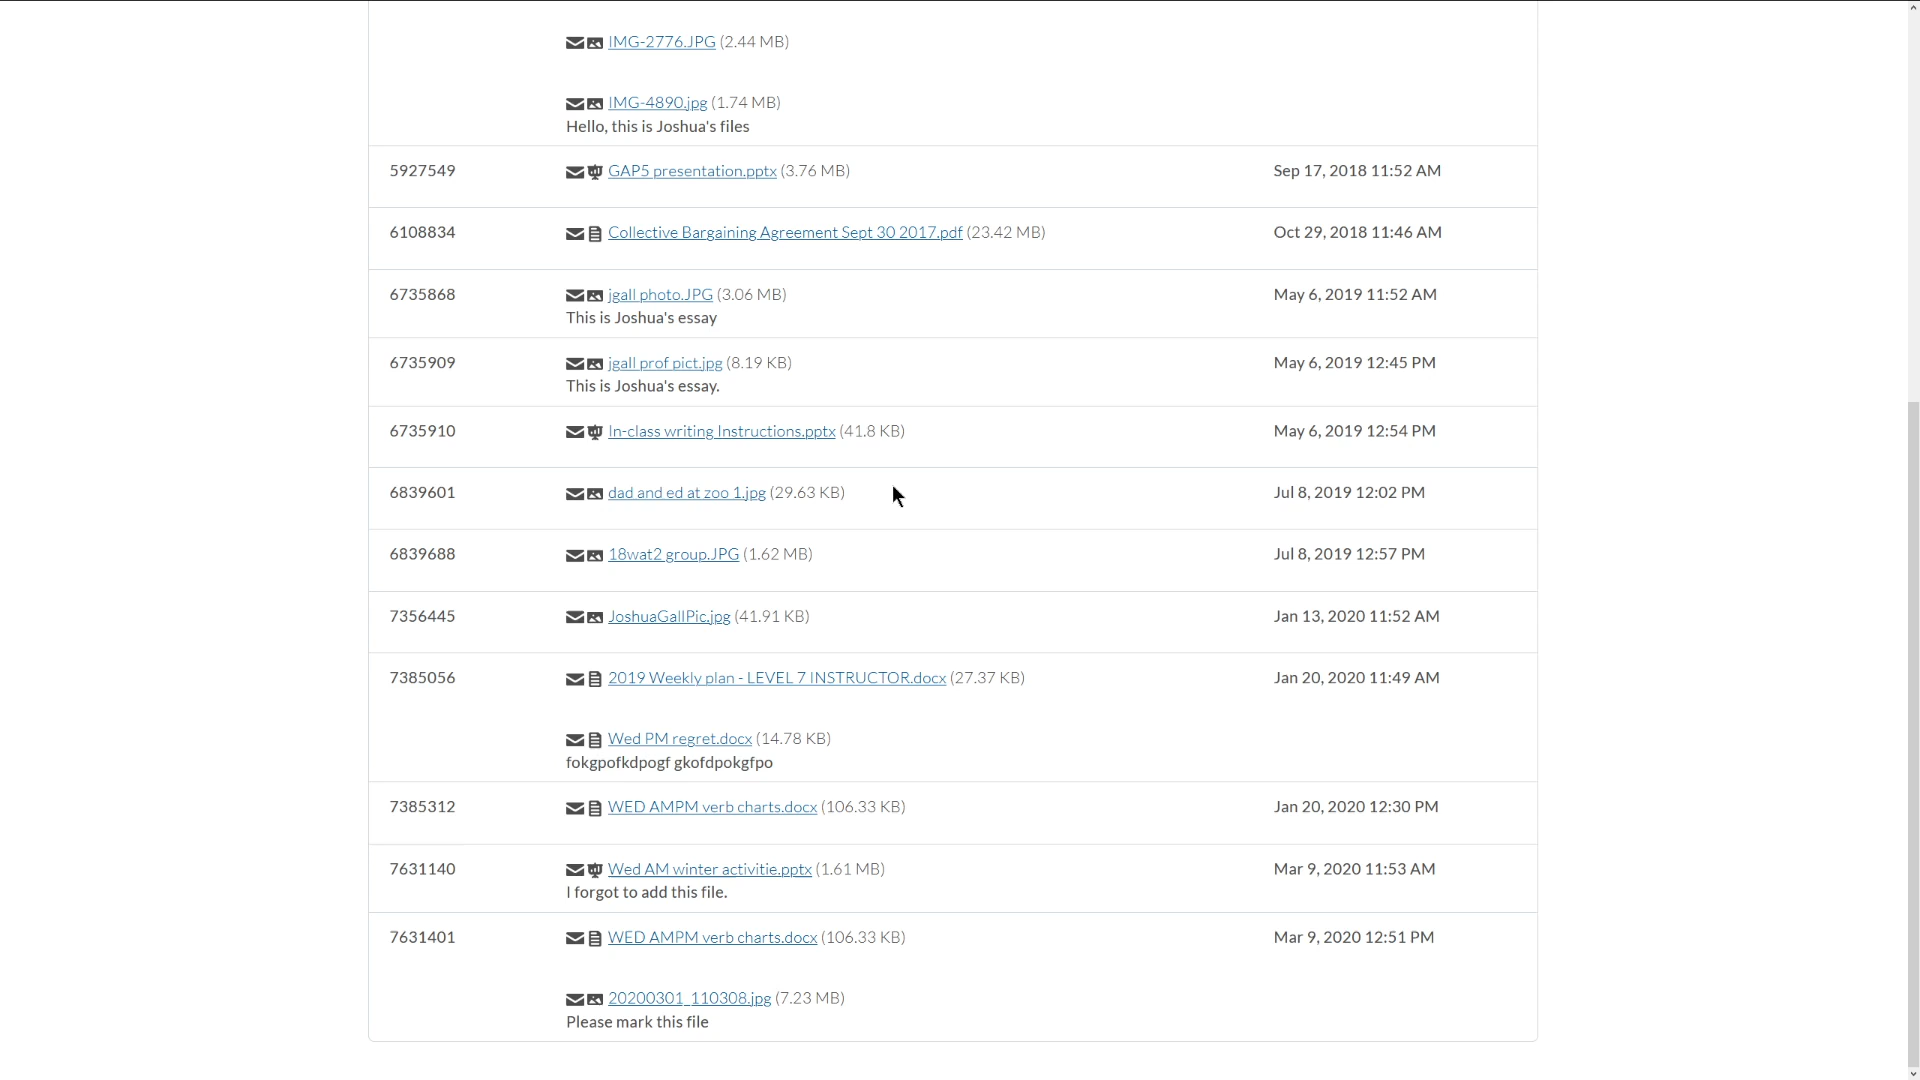 IMG-2776.JPG (2.44 MB)
IMG-4890.jpg (1.74 MB)
Hello, this is Joshua's files
5927549 GAP5 presentation.pptx (3.76 MB) Sep 17, 2018 11:52 AM
6108834 Collective Bargaining Agreement Sept 30 2017.pdf (23.42 MB) Oct 29, 2018 11:46 AM
6735868 jgall photo.JPG (3.06 MB) May 6, 2019 11:52 AM
This is Joshua's essay
6735909 jgall prof pict.jpg (8.19 KB) May 6, 2019 12:45 PM
This is Joshua's essay.
6735910 In-class writing Instructions.pptx (41.8 KB) May 6, 2019 12:54 PM
6839601 dad and ed at zoo 1.jpg (29.63 KB) Jul 8, 2019 12:02 PM
6839688 18wat2 group.JPG (1.62 MB) Jul 8, 2019 12:57 PM
7356445 JoshuaGallPic.jpg (41.91 KB) Jan 13, 2020 11:52 AM
7385056 2019 Weekly plan - LEVEL 7 INSTRUCTOR.docx (27.37 KB) Jan 20, 2020 11:49 AM
Wed PM regret.docx (14.78 KB)
fokgpofkdpogf gkofdpokgfpo
7385312 WED AMPM verb charts.docx (106.33 KB) Jan 20, 2020 12:30 PM
7631140 Wed AM winter activitie.pptx (1.61 MB) Mar 9, 2020 11:53 AM
I forgot to add this file.
7631401 WED AMPM verb charts.docx (106.33 KB) Mar 9, 2020 12:51 PM
20200301_110308.jpg (7.23 MB)
Please mark this file